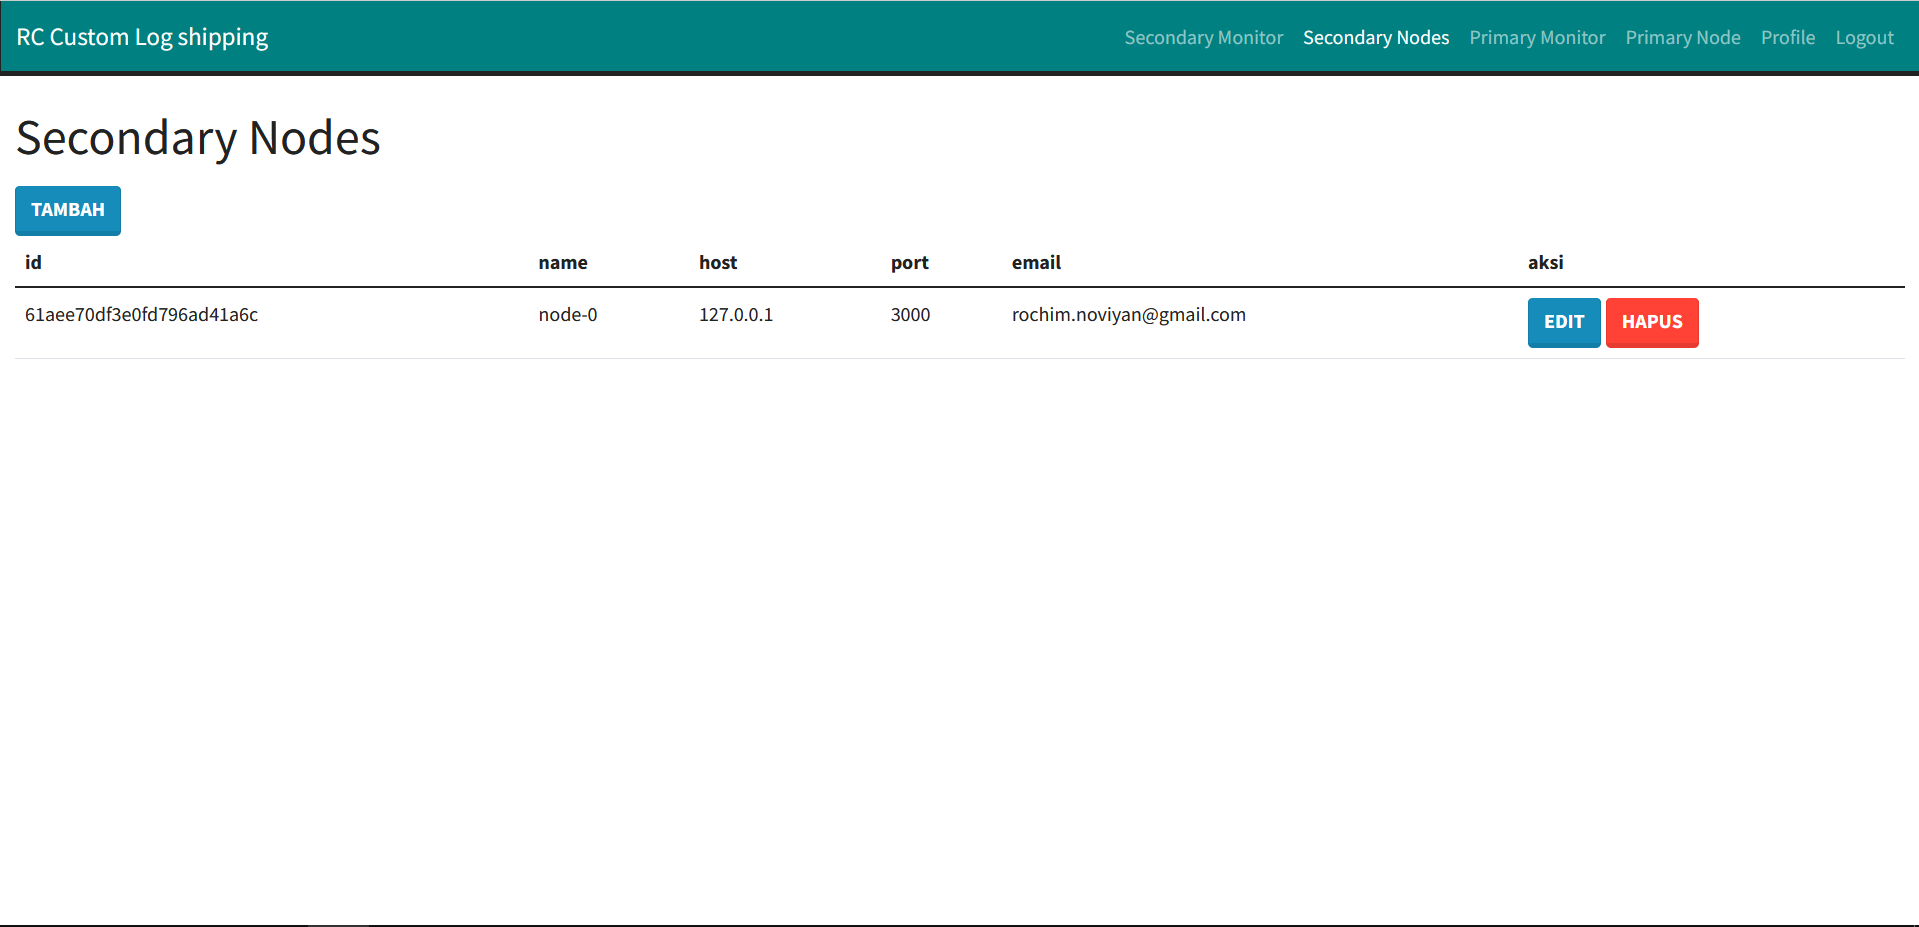 RC Custom Log shipping Secondary Monitor Secondary Nodes Primary Monitor Primary Node Profile Logout
Secondary Nodes
TAMBAH
id name host port email aksi
61aee70df3e0fd796ad41a6c node-0 127.0.0.1 3000 rochim.noviyan@gmail.com EDIT HAPUS